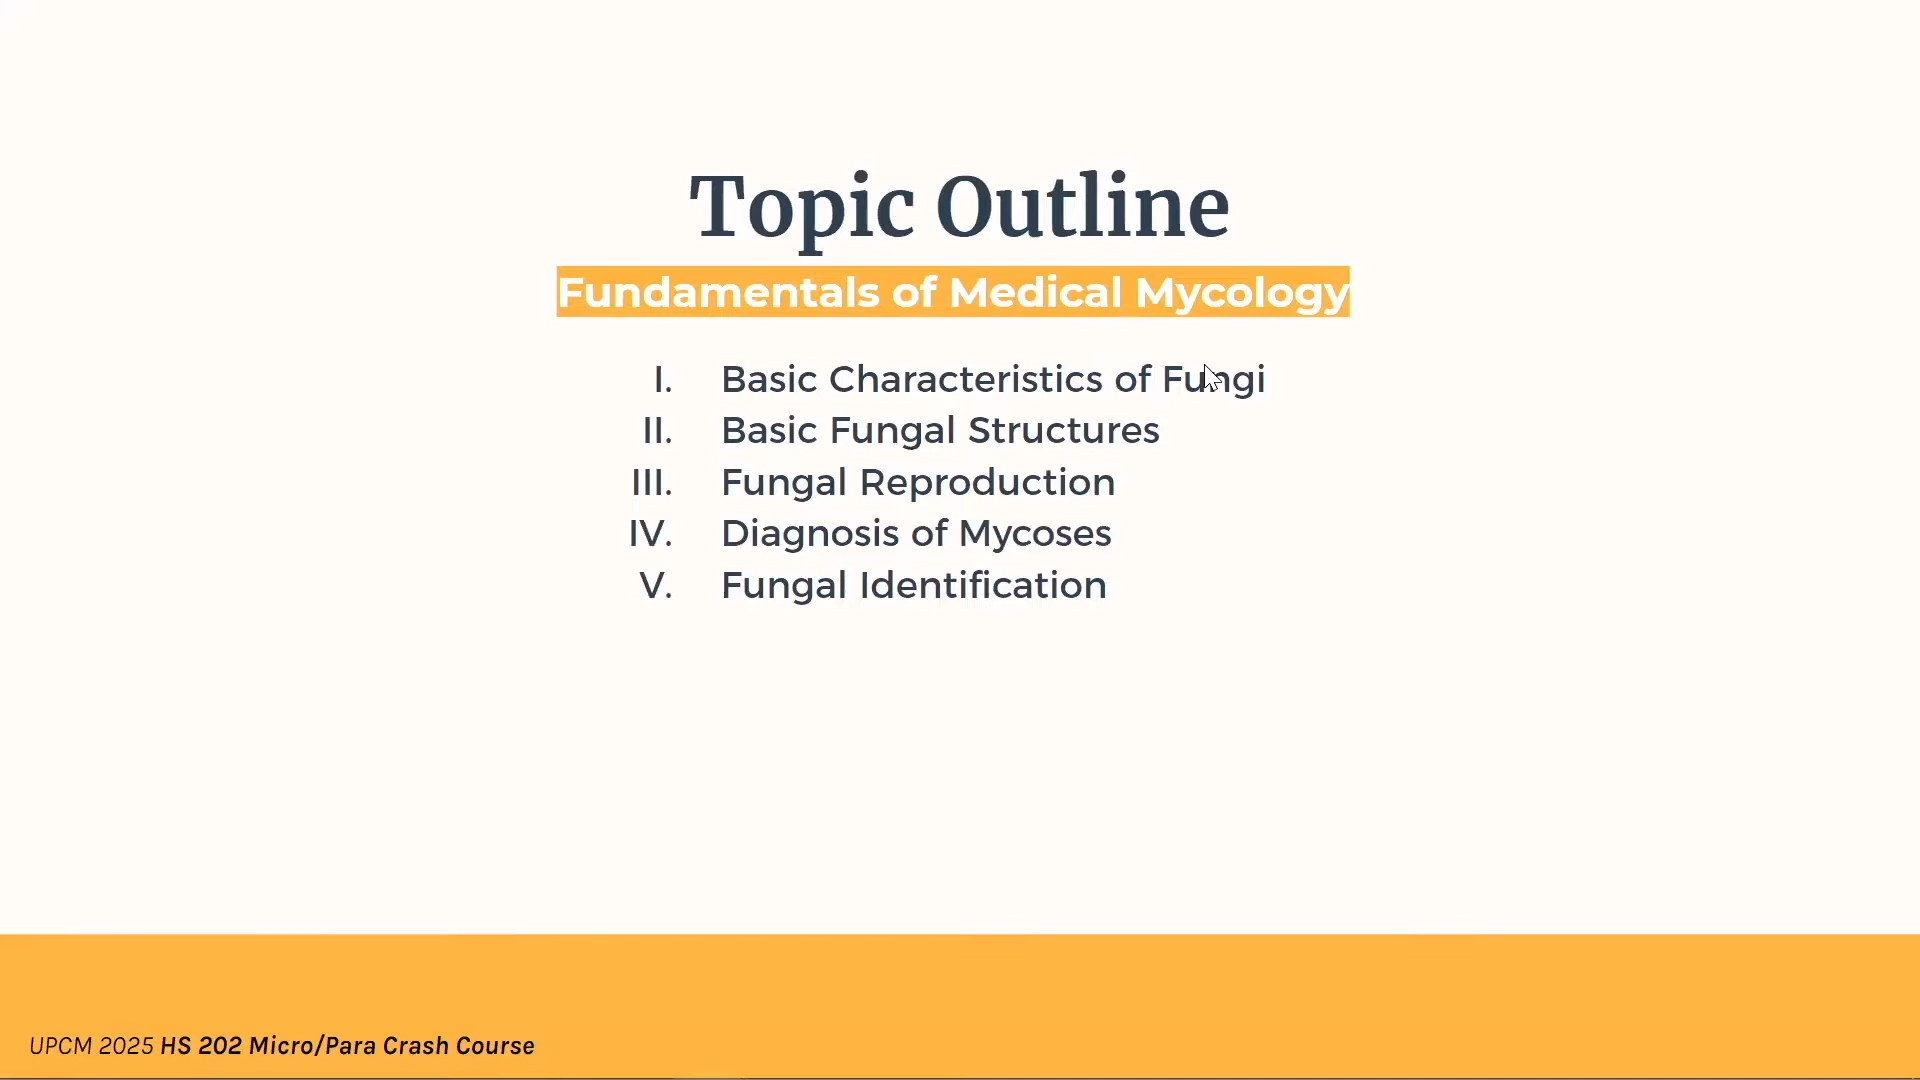 Topic Outline
Fundamentals of Medical Mycology
I. Basic Characteristics of Fungi
II. Basic Fungal Structures
III. Fungal Reproduction
IV. Diagnosis of Mycoses
V. Fungal Identification
UPCM 2025 HS 202 Micro/Para Crash Course